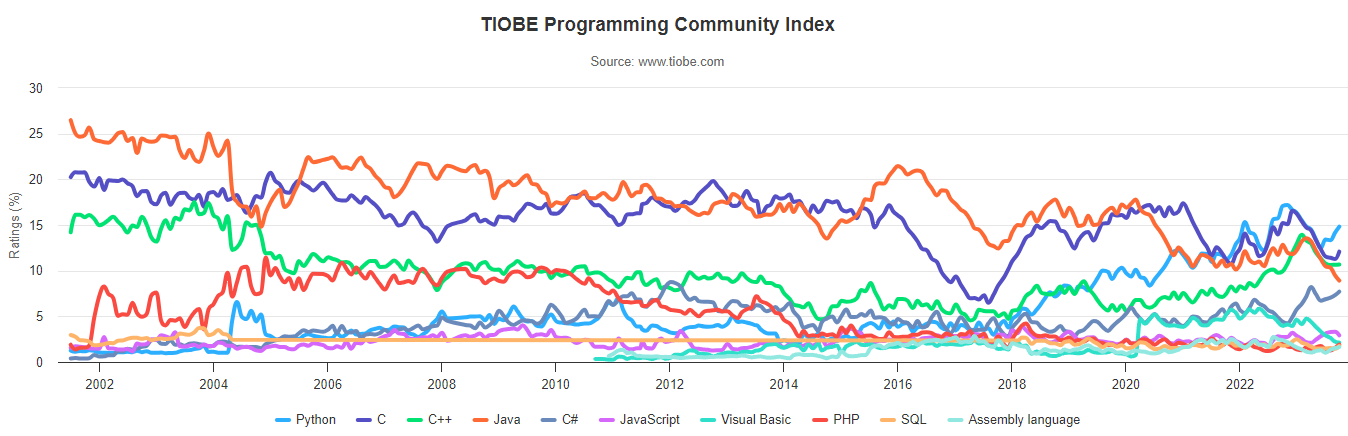 TIOBE Programming Community Index
Source: www.tiobe.com
Ratings (%)
30
25
20
15
10
5
0
2002 2004 2006 2008 2010 2012 2014 2016 2018 2020 2022
Python C C++ Java C# JavaScript Visual Basic PHP SQL Assembly language